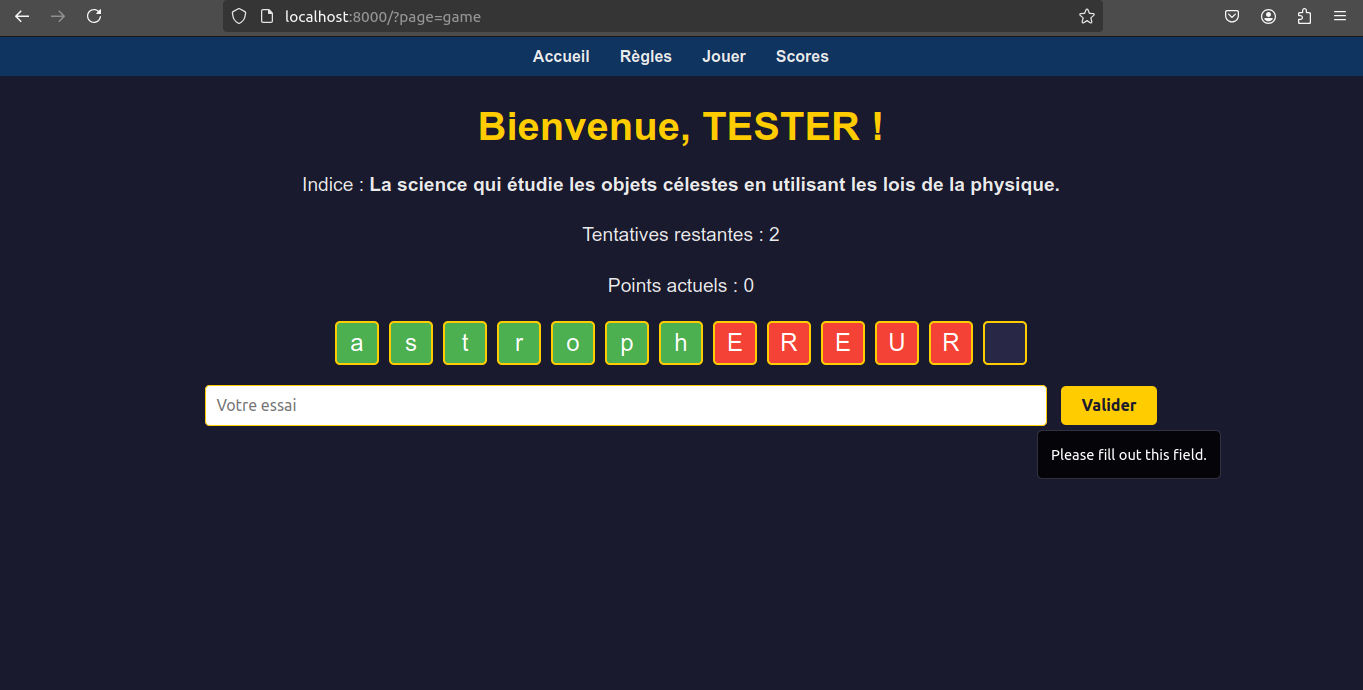 localhost:8000/?page=game
Accueil Règles Jouer Scores
Bienvenue, TESTER !
Indice : La science qui étudie les objets célestes en utilisant les lois de la physique.
Tentatives restantes : 2
Points actuels : 0
a s t r o p h E R E U R
Votre essai Valider
Please fill out this field.